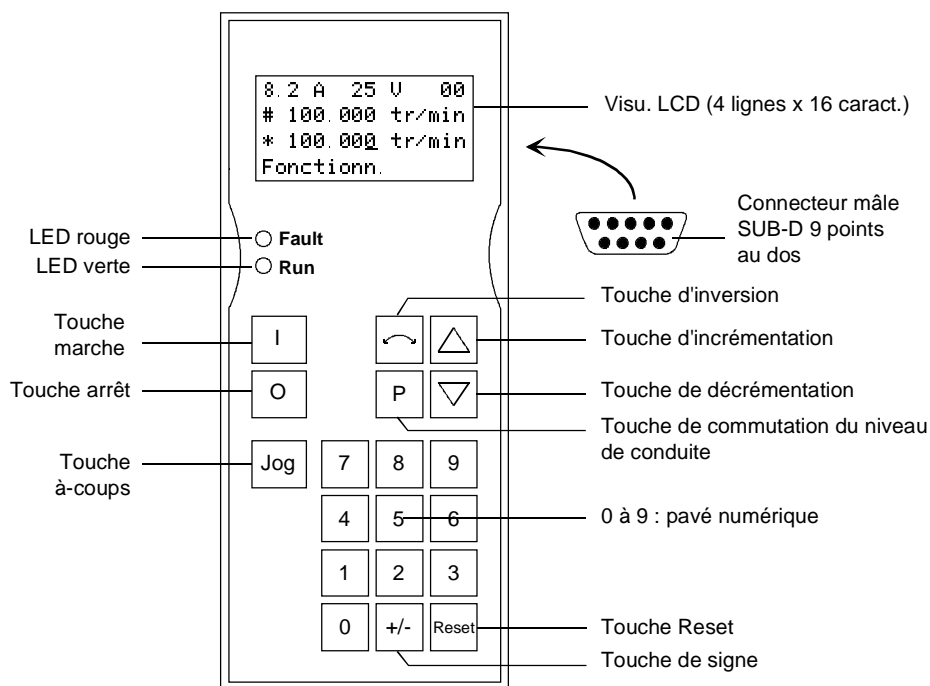 8.2 A 25 V 00
# 100.000 tr/min
* 100.000 tr/min
Fonctionn.
Visu. LCD (4 lignes x 16 caract.)
Connecteur mâle
SUB-D 9 points
au dos
LED rouge
Fault
LED verte
Run
Touche d'inversion
Touche
marche
I
Touche d'incrémentation
Touche arrêt
O
P
Touche de décrémentation
Touche de commutation du niveau
de conduite
Touche
à-coups
Jog
7 8 9
4 5 6
0 à 9 : pavé numérique
1 2 3
0 +/- Reset
Touche Reset
Touche de signe